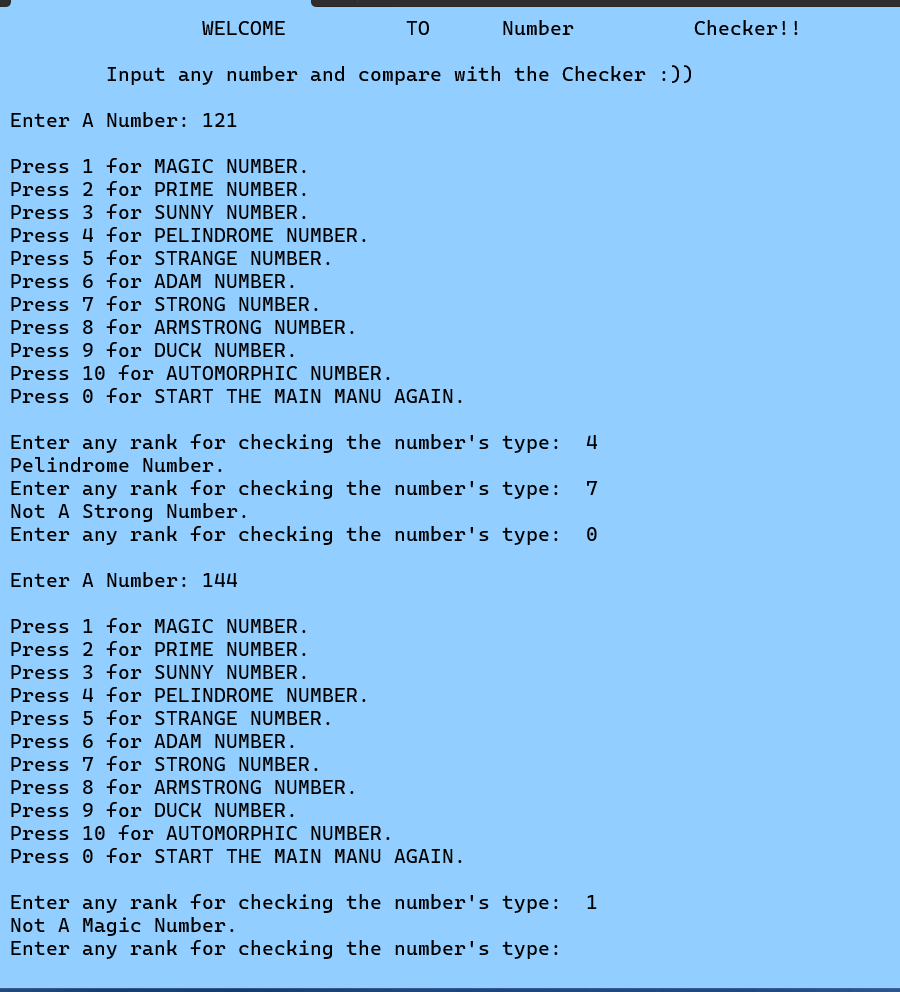 WELCOME TO Number Checker!!
Input any number and compare with the Checker :))
Enter A Number: 121
Press 1 for MAGIC NUMBER.
Press 2 for PRIME NUMBER.
Press 3 for SUNNY NUMBER.
Press 4 for PELINDROME NUMBER.
Press 5 for STRANGE NUMBER.
Press 6 for ADAM NUMBER.
Press 7 for STRONG NUMBER.
Press 8 for ARMSTRONG NUMBER.
Press 9 for DUCK NUMBER.
Press 10 for AUTOMORPHIC NUMBER.
Press 0 for START THE MAIN MANU AGAIN.
Enter any rank for checking the number's type:  4
Pelindrome Number.
Enter any rank for checking the number's type:  7
Not A Strong Number.
Enter any rank for checking the number's type:  0
Enter A Number: 144
Press 1 for MAGIC NUMBER.
Press 2 for PRIME NUMBER.
Press 3 for SUNNY NUMBER.
Press 4 for PELINDROME NUMBER.
Press 5 for STRANGE NUMBER.
Press 6 for ADAM NUMBER.
Press 7 for STRONG NUMBER.
Press 8 for ARMSTRONG NUMBER.
Press 9 for DUCK NUMBER.
Press 10 for AUTOMORPHIC NUMBER.
Press 0 for START THE MAIN MANU AGAIN.
Enter any rank for checking the number's type:  1
Not A Magic Number.
Enter any rank for checking the number's type: